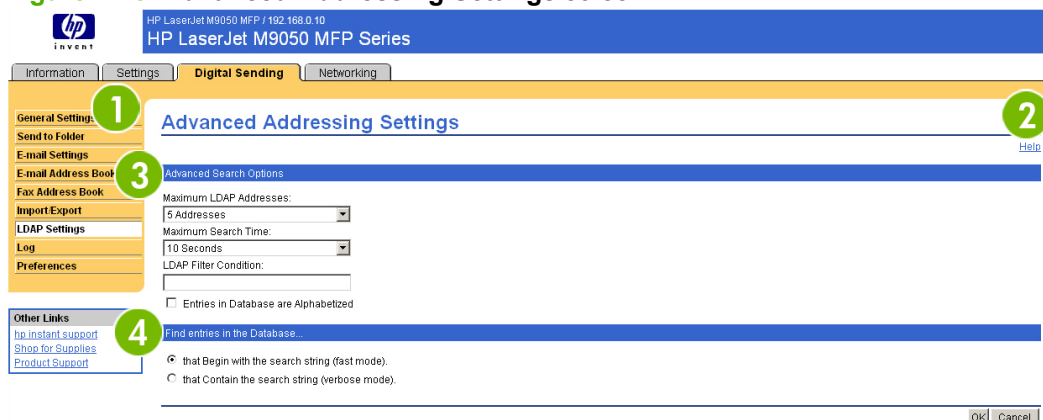 hp
HP LaserJet M9050 MFP / 192.168.0.10
invent
HP LaserJet M9050 MFP Series
Information
Settings
Digital Sending
Networking
1
General Settings
Send to Folder
E-mail Settings
E-mail Address Book
Fax Address Book
Import/Export
LDAP Settings
Log
Preferences
Other Links
hp instant support
Shop for Supplies
Product Support
Advanced Addressing Settings
2
Help
3
Advanced Search Options
Maximum LDAP Addresses:
5 Addresses
Maximum Search Time:
10 Seconds
LDAP Filter Condition:
Entries in Database are Alphabetized
4
Find entries in the Database...
that Begin with the search string (fast mode).
that Contain the search string (verbose mode).
OK
Cancel